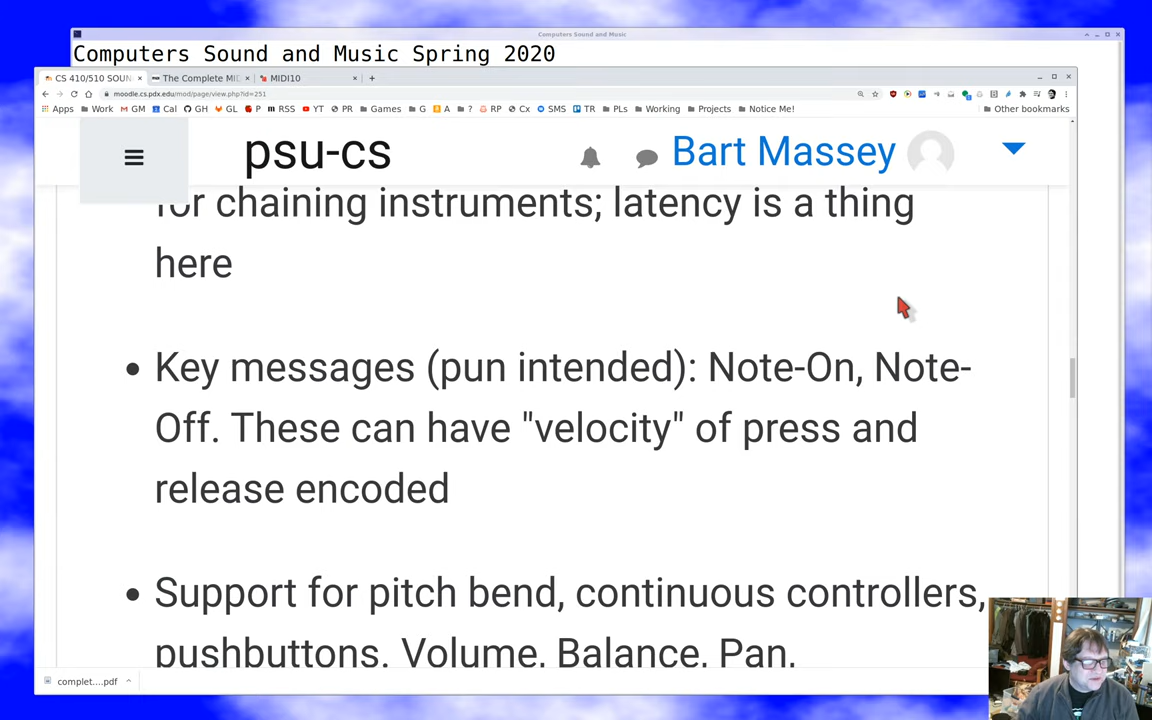 Computers Sound and Music
Computers Sound and Music Spring 2020
CS 410/510 SOUN
The Complete MI
MIDI10
moodle.cs.pdx.edu/mod/page/view.php?id=251
Apps Work GM Cal GH GL P RSS YT PR Games G A ? RP Cx SMS TR PLs Working Projects Notice Me! Other bookmarks
psu-cs
Bart Massey
for chaining instruments; latency is a thing
here
Key messages (pun intended): Note-On, Note-
Off. These can have "velocity" of press and
release encoded
Support for pitch bend, continuous controllers,
pushbuttons. Volume, Balance, Pan,
complet....pdf